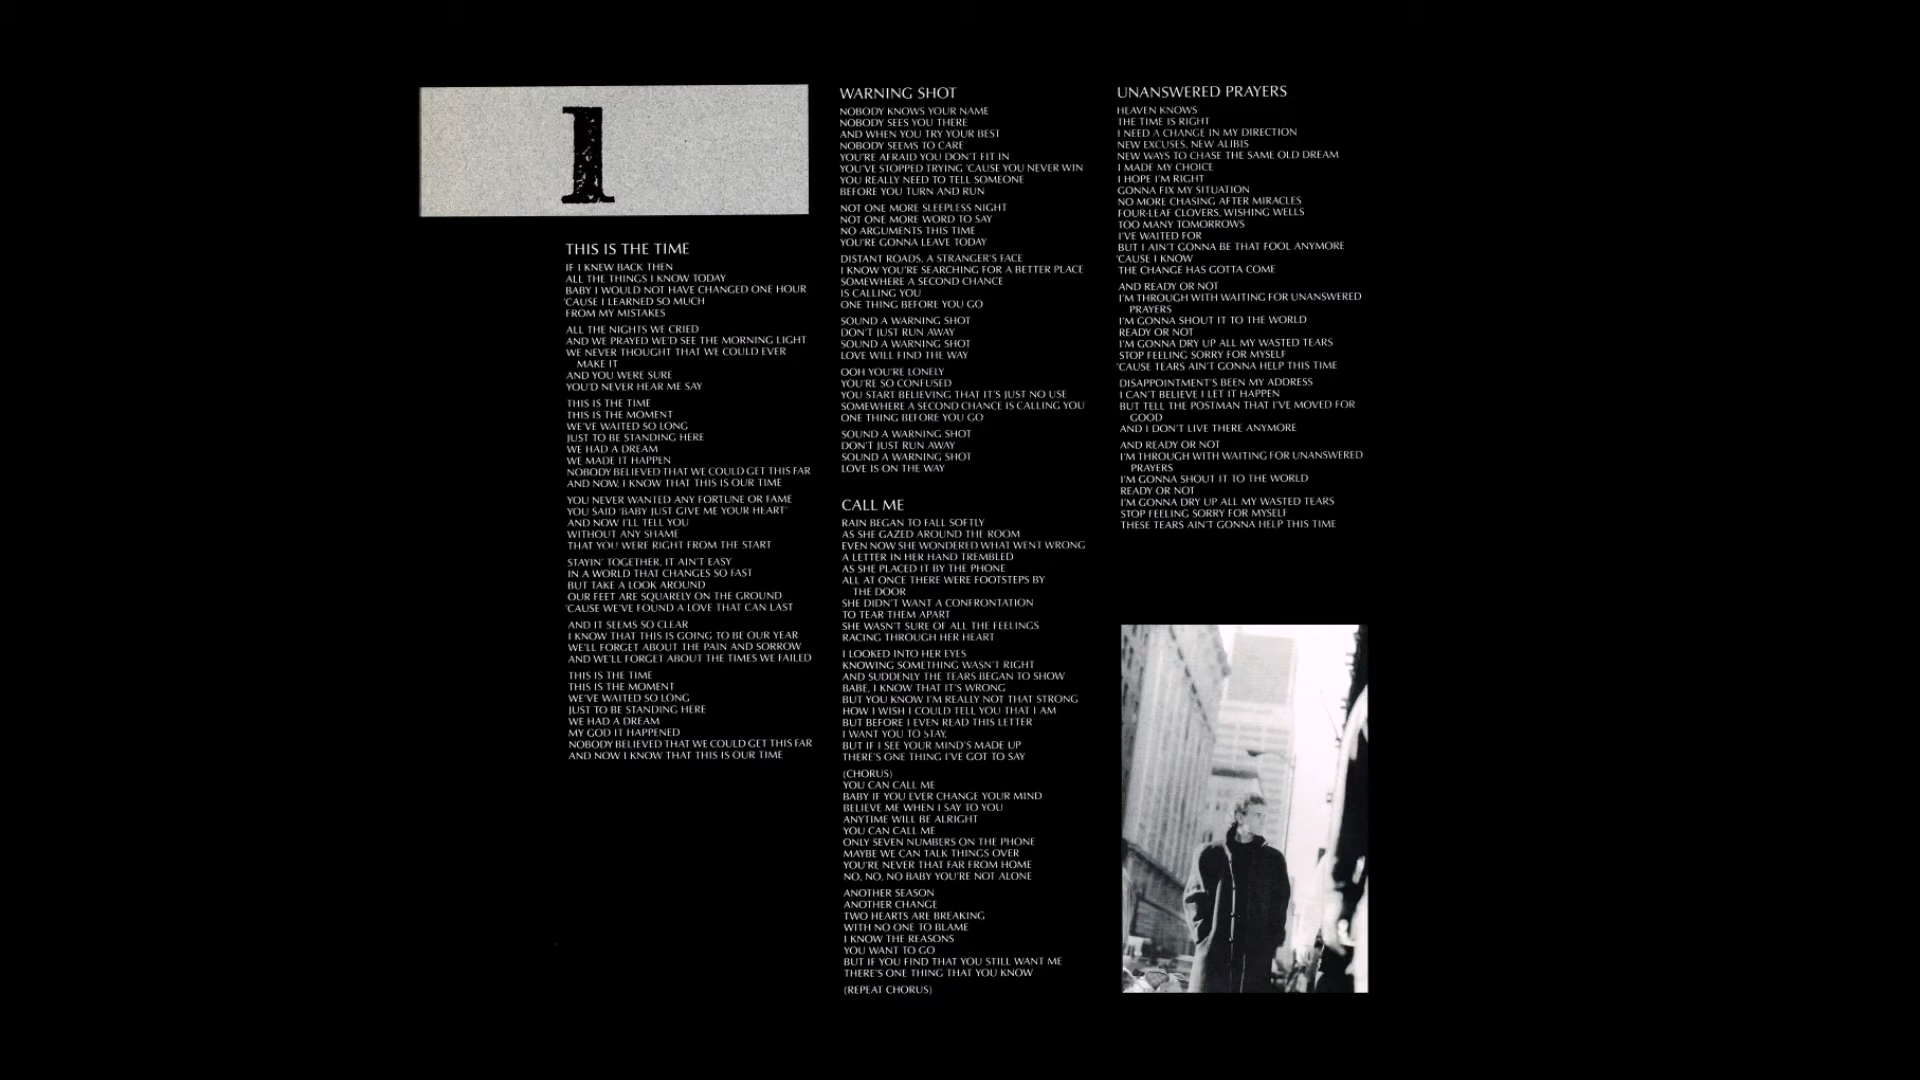 1
THIS IS THE TIME
IF I KNEW BACK THEN
ALL THE THINGS I KNOW TODAY
BABY I WOULD NOT HAVE CHANGED ONE HOUR
'CAUSE I LEARNED SO MUCH
FROM MY MISTAKES
ALL THE NIGHTS WE CRIED
AND WE PRAYED WE'D SEE THE MORNING LIGHT
WE NEVER THOUGHT THAT WE COULD EVER
MAKE IT
AND YOU WERE SURE
YOU'D NEVER HEAR ME SAY
THIS IS THE TIME
THIS IS THE MOMENT
WE'VE WAITED SO LONG
JUST TO BE STANDING HERE
WE HAD A DREAM
WE MADE IT HAPPEN
NOBODY BELIEVED THAT WE COULD GET THIS FAR
AND NOW, I KNOW THAT THIS IS OUR TIME
YOU NEVER WANTED ANY FORTUNE OR FAME
YOU SAID 'BABY JUST GIVE ME YOUR HEART'
AND NOW I'LL TELL YOU
WITHOUT ANY SHAME
THAT YOU WERE RIGHT FROM THE START
STAYIN' TOGETHER, IT AIN'T EASY
IN A WORLD THAT CHANGES SO FAST
BUT TAKE A LOOK AROUND
OUR FEET ARE SQUARELY ON THE GROUND
'CAUSE WE'VE FOUND A LOVE THAT CAN LAST
AND IT SEEMS SO CLEAR
I KNOW THAT THIS IS GOING TO BE OUR YEAR
WE'LL FORGET ABOUT THE PAIN AND SORROW
AND WE'LL FORGET ABOUT THE TIMES WE FAILED
THIS IS THE TIME
THIS IS THE MOMENT
WE'VE WAITED SO LONG
JUST TO BE STANDING HERE
WE HAD A DREAM
MY GOD IT HAPPENED
NOBODY BELIEVED THAT WE COULD GET THIS FAR
AND NOW I KNOW THAT THIS IS OUR TIME
WARNING SHOT
NOBODY KNOWS YOUR NAME
NOBODY SEES YOU THERE
AND WHEN YOU TRY YOUR BEST
NOBODY SEEMS TO CARE
YOU'RE AFRAID YOU DON'T FIT IN
YOU'VE STOPPED TRYING 'CAUSE YOU NEVER WIN
YOU REALLY NEED TO TELL SOMEONE
BEFORE YOU TURN AND RUN
NOT ONE MORE SLEEPLESS NIGHT
NOT ONE MORE WORD TO SAY
NO ARGUMENTS THIS TIME
YOU'RE GONNA LEAVE TODAY
DISTANT ROADS, A STRANGER'S FACE
I KNOW YOU'RE SEARCHING FOR A BETTER PLACE
SOMEWHERE A SECOND CHANCE
IS CALLING YOU
ONE THING BEFORE YOU GO
SOUND A WARNING SHOT
DON'T JUST RUN AWAY
SOUND A WARNING SHOT
LOVE WILL FIND THE WAY
OOH YOU'RE LONELY
YOU'RE SO CONFUSED
YOU START BELIEVING THAT IT'S JUST NO USE
SOMEWHERE A SECOND CHANCE IS CALLING YOU
ONE THING BEFORE YOU GO
SOUND A WARNING SHOT
DON'T JUST RUN AWAY
SOUND A WARNING SHOT
LOVE IS ON THE WAY
CALL ME
RAIN BEGAN TO FALL SOFTLY
AS SHE GAZED AROUND THE ROOM
EVEN NOW SHE WONDERED WHAT WENT WRONG
A LETTER IN HER HAND TREMBLED
AS SHE PLACED IT BY THE PHONE
ALL AT ONCE THERE WERE FOOTSTEPS BY
THE DOOR
SHE DIDN'T WANT A CONFRONTATION
TO TEAR THEM APART
SHE WASN'T SURE OF ALL THE FEELINGS
RACING THROUGH HER HEART
I LOOKED INTO HER EYES
KNOWING SOMETHING WASN'T RIGHT
AND SUDDENLY THE TEARS BEGAN TO SHOW
BABE, I KNOW THAT IT'S WRONG
BUT YOU KNOW I'M REALLY NOT THAT STRONG
HOW I WISH I COULD TELL YOU THAT I AM
BUT BEFORE I EVEN READ THIS LETTER
I WANT YOU TO STAY,
BUT IF I SEE YOUR MIND'S MADE UP
THERE'S ONE THING I'VE GOT TO SAY
(CHORUS)
YOU CAN CALL ME
BABY IF YOU EVER CHANGE YOUR MIND
BELIEVE ME WHEN I SAY TO YOU
ANYTIME WILL BE ALRIGHT
YOU CAN CALL ME
ONLY SEVEN NUMBERS ON THE PHONE
MAYBE WE CAN TALK THINGS OVER
YOU'RE NEVER THAT FAR FROM HOME
NO, NO, NO BABY YOU'RE NOT ALONE
ANOTHER SEASON
ANOTHER CHANGE
TWO HEARTS ARE BREAKING
WITH NO ONE TO BLAME
I KNOW THE REASONS
YOU WANT TO GO
BUT IF YOU FIND THAT YOU STILL WANT ME
THERE'S ONE THING THAT YOU KNOW
(REPEAT CHORUS)
UNANSWERED PRAYERS
HEAVEN KNOWS
THE TIME IS RIGHT
I NEED A CHANGE IN MY DIRECTION
NEW EXCUSES, NEW ALIBIS
NEW WAYS TO CHASE THE SAME OLD DREAM
I MADE MY CHOICE
I HOPE I'M RIGHT
GONNA FIX MY SITUATION
NO MORE CHASING AFTER MIRACLES
FOUR-LEAF CLOVERS, WISHING WELLS
TOO MANY TOMORROWS
I'VE WAITED FOR
BUT I AIN'T GONNA BE THAT FOOL ANYMORE
'CAUSE I KNOW
THE CHANGE HAS GOTTA COME
AND READY OR NOT
I'M THROUGH WITH WAITING FOR UNANSWERED
PRAYERS
I'M GONNA SHOUT IT TO THE WORLD
READY OR NOT
I'M GONNA DRY UP ALL MY WASTED TEARS
STOP FEELING SORRY FOR MYSELF
'CAUSE TEARS AIN'T GONNA HELP THIS TIME
DISAPPOINTMENT'S BEEN MY ADDRESS
I CAN'T BELIEVE I LET IT HAPPEN
BUT TELL THE POSTMAN THAT I'VE MOVED FOR
GOOD
AND I DON'T LIVE THERE ANYMORE
AND READY OR NOT
I'M THROUGH WITH WAITING FOR UNANSWERED
PRAYERS
I'M GONNA SHOUT IT TO THE WORLD
READY OR NOT
I'M GONNA DRY UP ALL MY WASTED TEARS
STOP FEELING SORRY FOR MYSELF
THESE TEARS AIN'T GONNA HELP THIS TIME